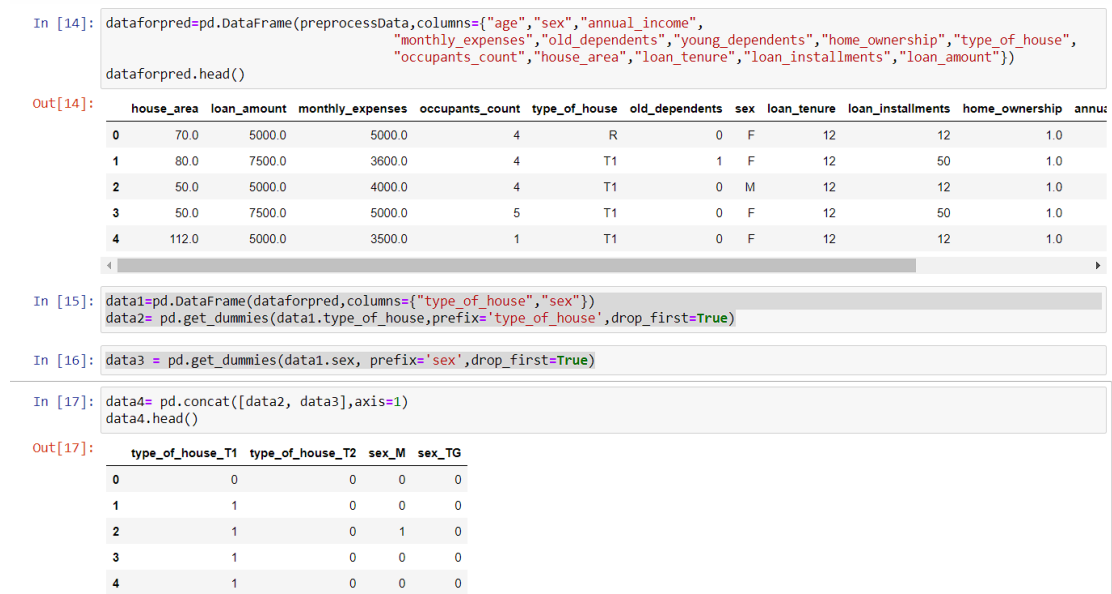 In [14]: dataforpred=pd.DataFrame(preprocessData,columns={"age","sex","annual_income",
"monthly_expenses","old_dependents","young_dependents","home_ownership","type_of_house",
"occupants_count","house_area","loan_tenure","loan_installments","loan_amount"})
dataforpred.head()
Out[14]:
house_area loan_amount monthly_expenses occupants_count type_of_house old_dependents sex loan_tenure loan_installments home_ownership annua
0 70.0 5000.0 5000.0 4 R 0 F 12 12 1.0
1 80.0 7500.0 3600.0 4 T1 1 F 12 50 1.0
2 50.0 5000.0 4000.0 4 T1 0 M 12 12 1.0
3 50.0 7500.0 5000.0 5 T1 0 F 12 50 1.0
4 112.0 5000.0 3500.0 1 T1 0 F 12 12 1.0
In [15]: data1=pd.DataFrame(dataforpred,columns={"type_of_house","sex"})
data2= pd.get_dummies(data1.type_of_house,prefix='type_of_house',drop_first=True)
In [16]: data3 = pd.get_dummies(data1.sex, prefix='sex',drop_first=True)
In [17]: data4= pd.concat([data2, data3],axis=1)
data4.head()
Out[17]:
type_of_house_T1 type_of_house_T2 sex_M sex_TG
0 0 0 0 0
1 1 0 0 0
2 1 0 1 0
3 1 0 0 0
4 1 0 0 0